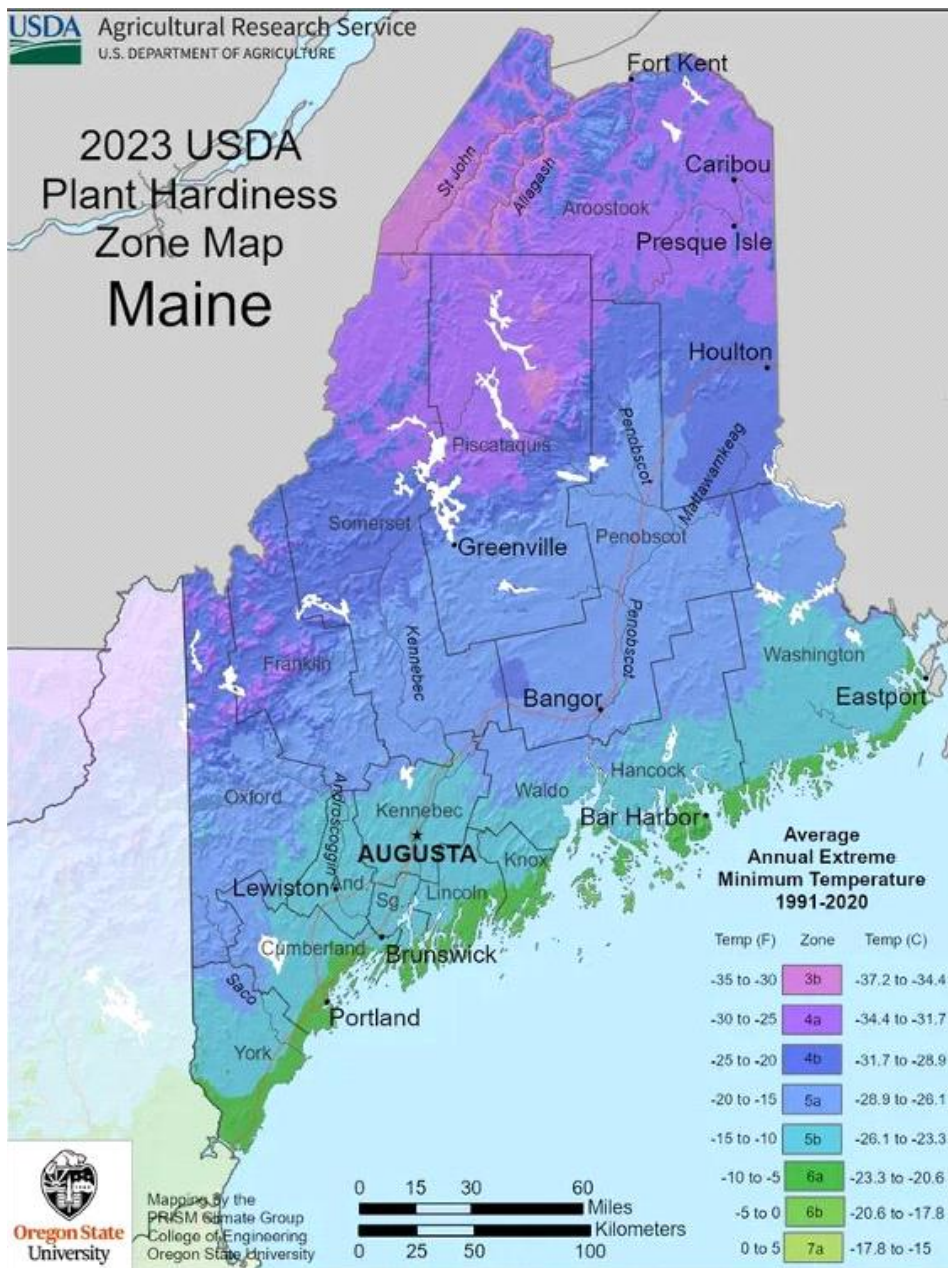 USDA
Agricultural Research Service
U.S. DEPARTMENT OF AGRICULTURE
2023 USDA
Plant Hardiness
Zone Map
Maine
Fort Kent
St John
Allagash
Caribou
Aroostook
Presque Isle
Houlton
Penobscot
Piscataquis
Mattawamkeag
Somerset
Greenville
Penobscot
Kennebec
Penobscot
Washington
Franklin
Bangor
Eastport
Hancock
Oxford
Androscoggin
Kennebec
Waldo
Bar Harbor
AUGUSTA
Knox
Lewiston
And.
Lincoln
Sg.
Cumberland
Brunswick
Saco
Portland
York
Average
Annual Extreme
Minimum Temperature
1991-2020
Temp (F) Zone Temp (C)
-35 to -30 3b -37.2 to -34.4
-30 to -25 4a -34.4 to -31.7
-25 to -20 4b -31.7 to -28.9
-20 to -15 5a -28.9 to -26.1
-15 to -10 5b -26.1 to -23.3
-10 to -5 6a -23.3 to -20.6
-5 to 0 6b -20.6 to -17.8
0 to 5 7a -17.8 to -15
Oregon State
University
Mapping by the
PRISM Climate Group
College of Engineering
Oregon State University
0 15 30 60
Miles
Kilometers
0 25 50 100